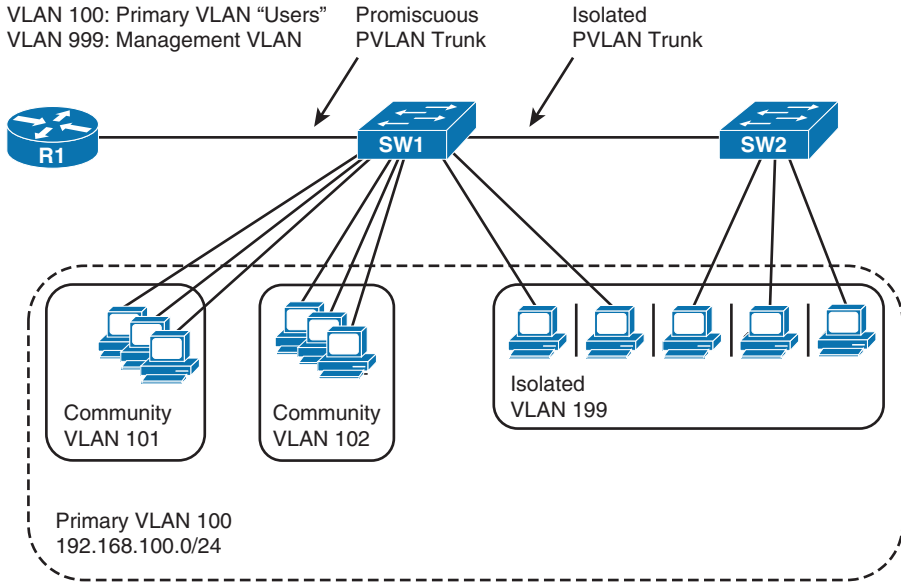 VLAN 100: Primary VLAN “Users”
VLAN 999: Management VLAN
Promiscuous
PVLAN Trunk
Isolated
PVLAN Trunk
R1
SW1
SW2
Community
VLAN 101
Community
VLAN 102
Isolated
VLAN 199
Primary VLAN 100
192.168.100.0/24